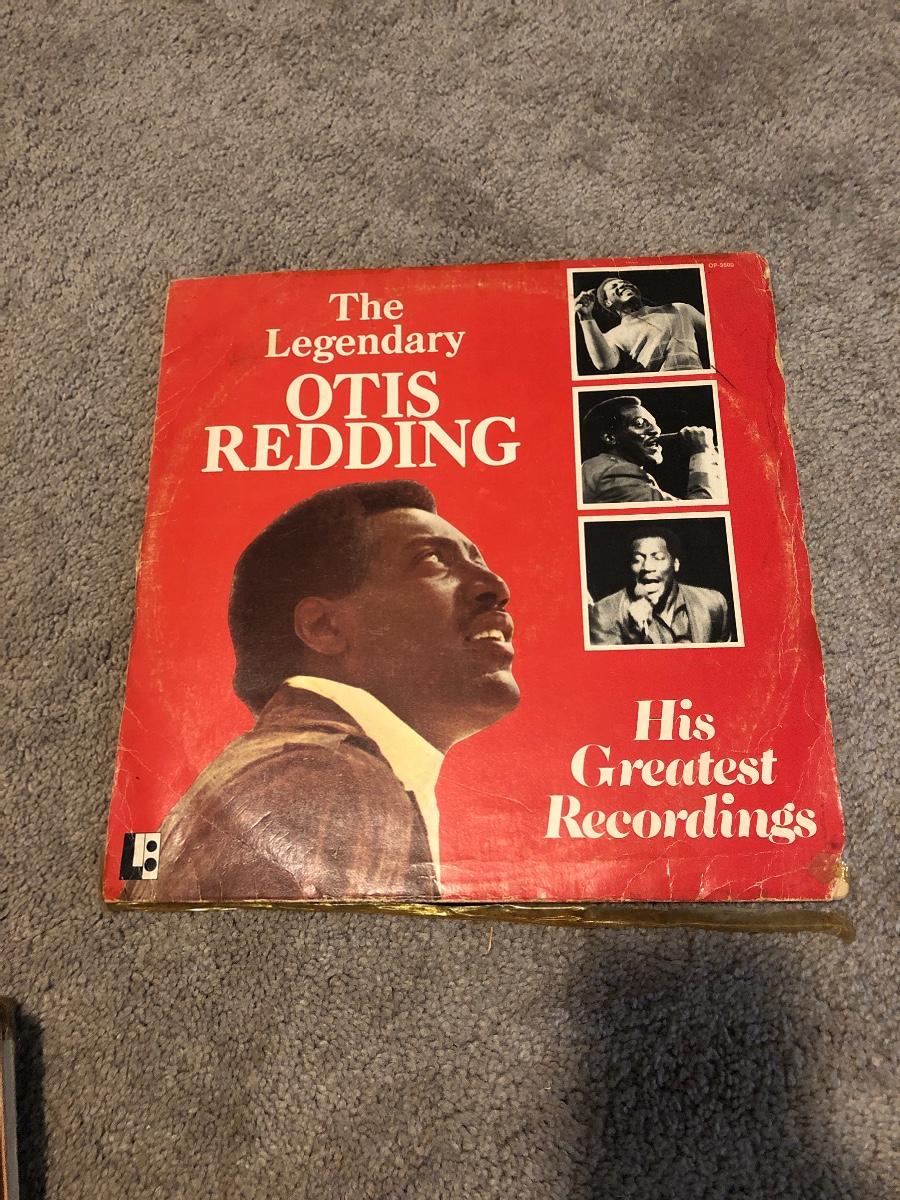 The
Legendary
OTIS
REDDING
His
Greatest
Recordings